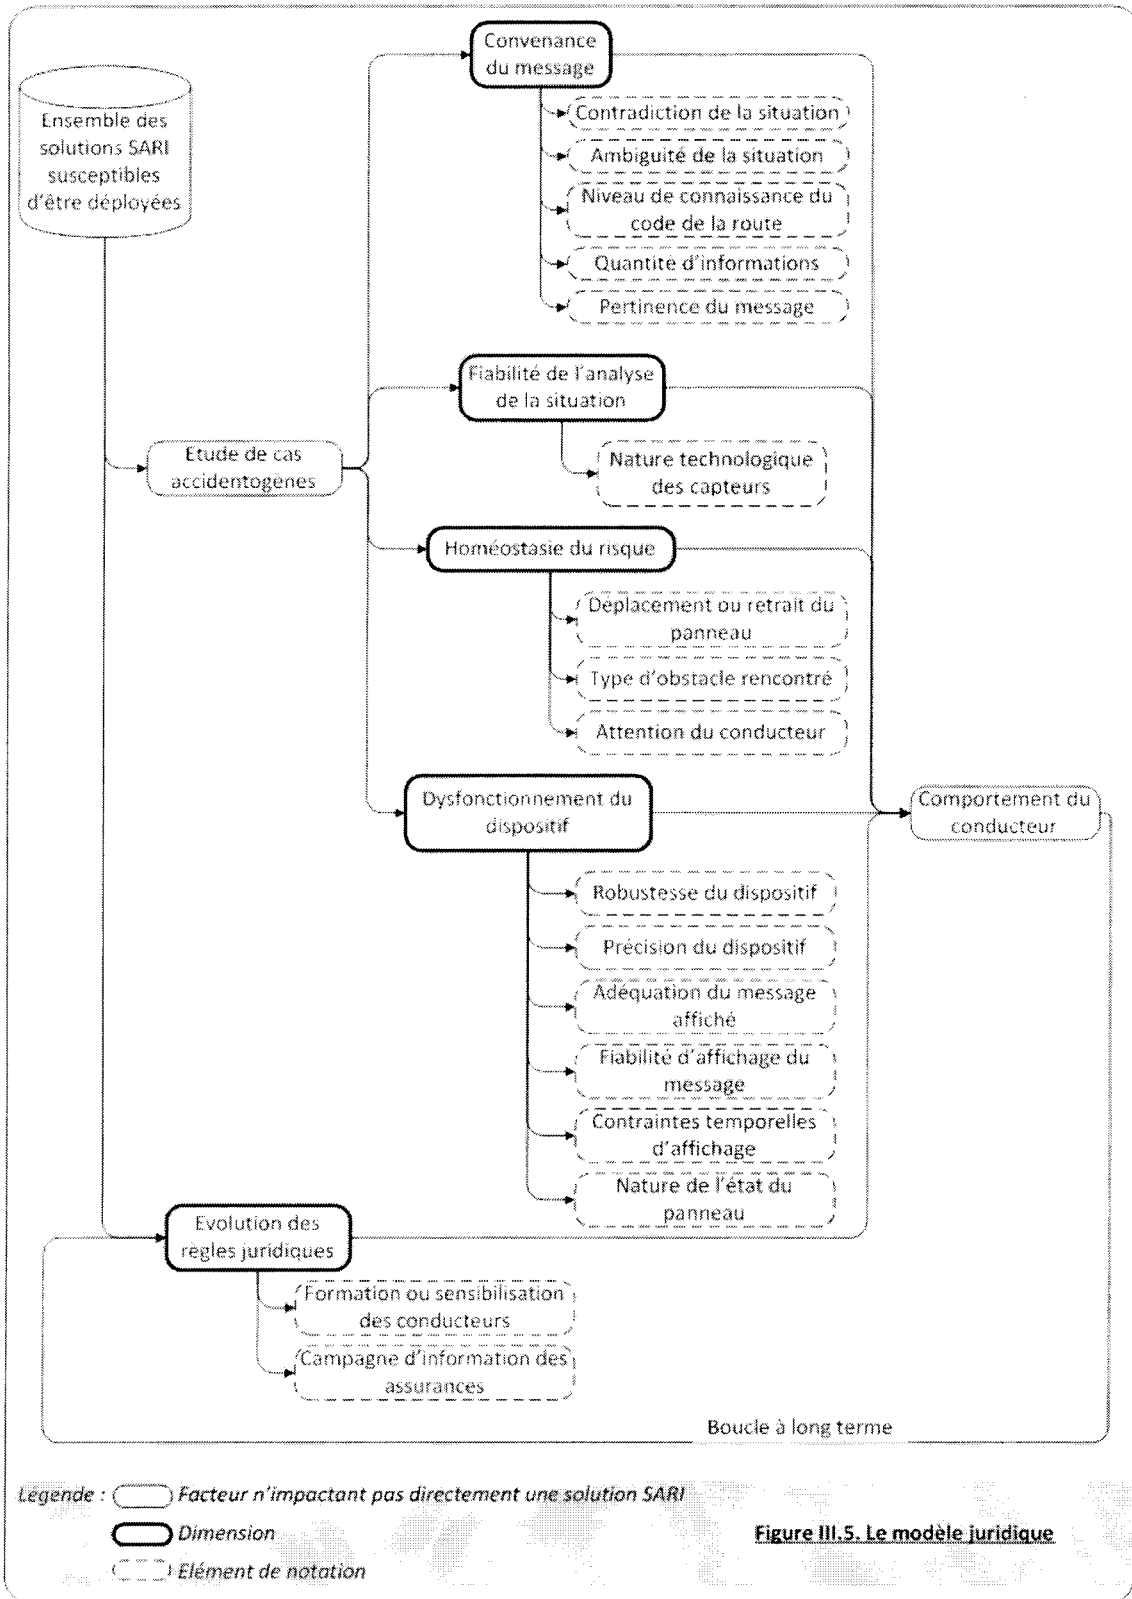 Convenance
du message
Ensemble des
solutions SARI
susceptibles
d'être déployées
Contradiction de la situation
Ambiguité de la situation
Niveau de connaissance du
code de la route
Quantité d'informations
Pertinence du message
Fiabilité de l'analyse
de la situation
Etude de cas
accidentogènes
Nature technologique
des capteurs
Homéostasie du risque
Déplacement ou retrait du
panneau
Type d'obstacle rencontré
Attention du conducteur
Dysfonctionnement du
dispositif
Comportement du
conducteur
Robustesse du dispositif
Précision du dispositif
Adéquation du message
affiché
Fiabilité d'affichage du
message
Contraintes temporelles
d'affichage
Nature de l'état du
panneau
Evolution des
règles juridiques
Formation ou sensibilisation
des conducteurs
Campagne d'information des
assurances
Boucle à long terme
Légende : Facteur n'impactant pas directement une solution SARI
Dimension
Elément de notation
Figure III.5. Le modèle juridique